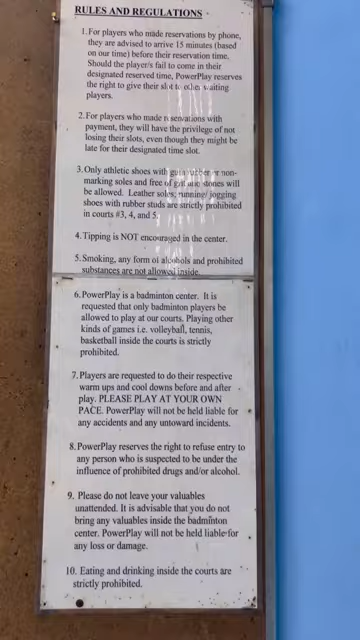 RULES AND REGULATIONS
1. For players who made reservations by phone,
they are advised to arrive 15 minutes (based
on our time) before their reservation time.
Should the player/s fail to come in their
designated reserved time, PowerPlay reserves
the right to give their slot to other waiting
players.
2. For players who made reservations with
payment, they will have the privilege of not
losing their slots, even though they might be
late for their designated time slot.
3. Only athletic shoes with gum rubber or non-
marking soles and free of grit and stones will
be allowed. Leather soles, running/ jogging
shoes with rubber studs are strictly prohibited
in courts #3, 4, and 5.
4. Tipping is NOT encouraged in the center.
5. Smoking, any form of alcohols and prohibited
substances are not allowed inside.
6. PowerPlay is a badminton center. It is
requested that only badminton players be
allowed to play at our courts. Playing other
kinds of games i.e. volleyball, tennis,
basketball inside the courts is strictly
prohibited.
7. Players are requested to do their respective
warm ups and cool downs before and after
play. PLEASE PLAY AT YOUR OWN
PACE. PowerPlay will not be held liable for
any accidents and any untoward incidents.
8. PowerPlay reserves the right to refuse entry to
any person who is suspected to be under the
influence of prohibited drugs and/or alcohol.
9. Please do not leave your valuables
unattended. It is advisable that you do not
bring any valuables inside the badminton
center. PowerPlay will not be held liable for
any loss or damage.
10. Eating and drinking inside the courts are
strictly prohibited.